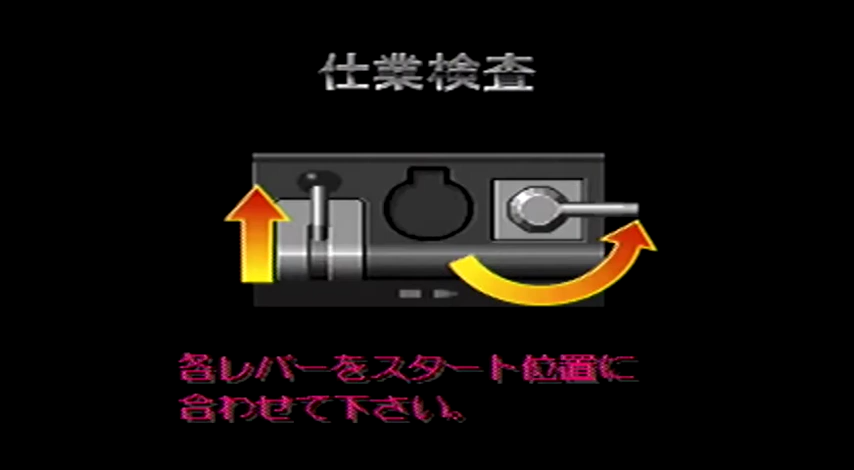 仕業検査
各レバーをスタート位置に
合わせて下さい。